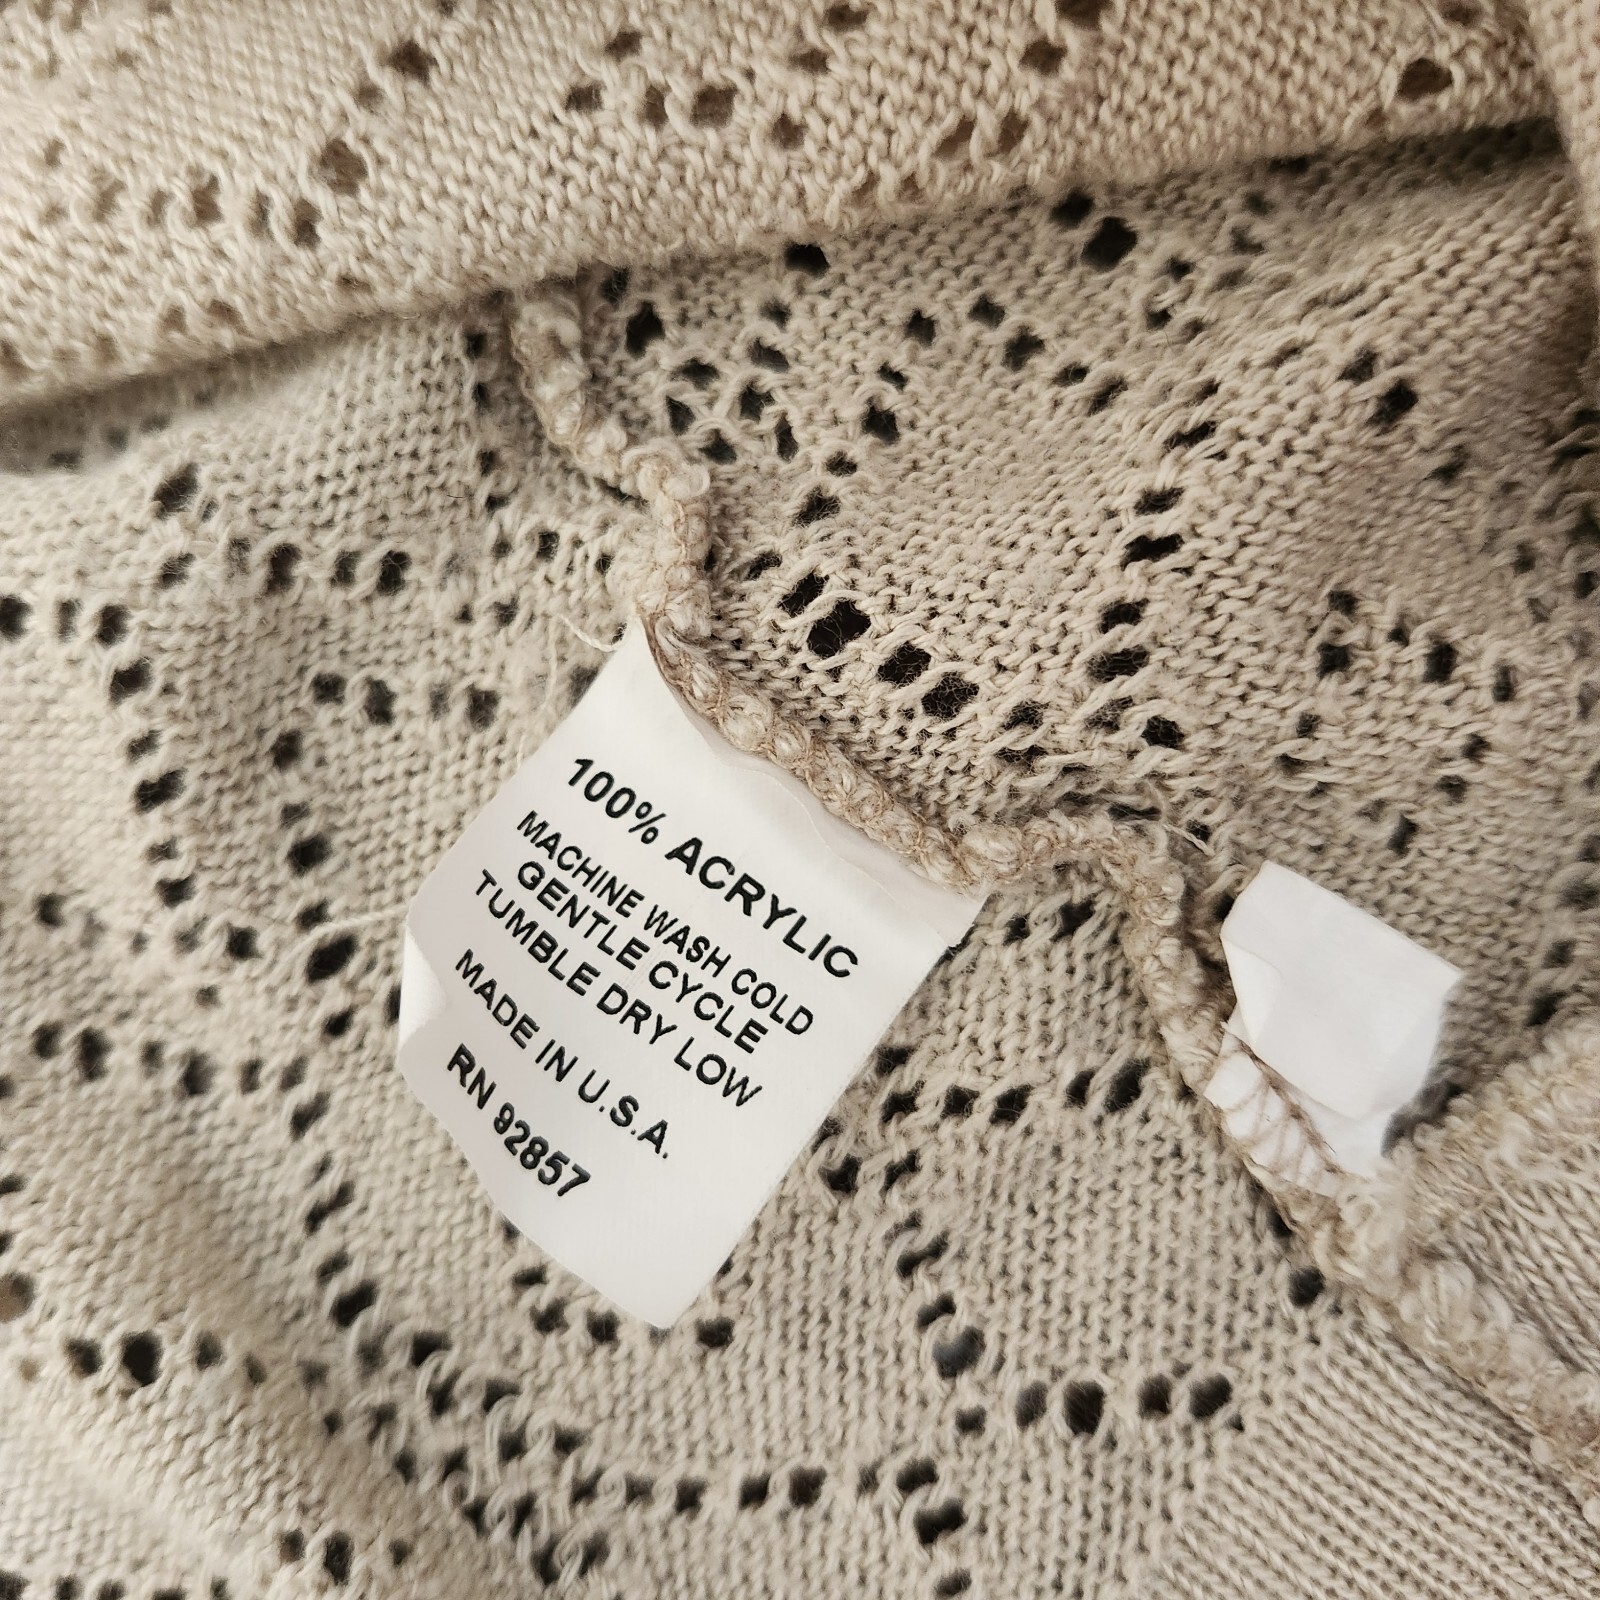 100% ACRYLIC
MACHINE WASH COLD
GENTLE CYCLE
TUMBLE DRY LOW
MADE IN U.S.A.
RN 92857